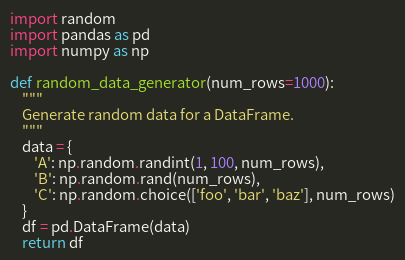 import random
import pandas as pd
import numpy as np

def random_data_generator(num_rows=1000):
    """
    Generate random data for a DataFrame.
    """
    data = {
        'A': np.random.randint(1, 100, num_rows),
        'B': np.random.rand(num_rows),
        'C': np.random.choice(['foo', 'bar', 'baz'], num_rows)
    }
    df = pd.DataFrame(data)
    return df